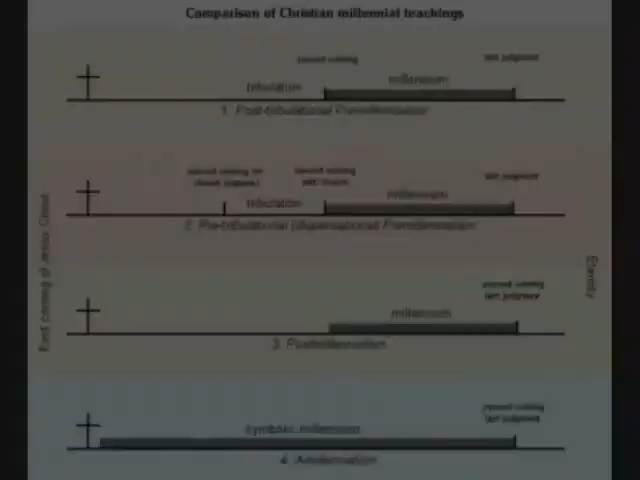 Comparison of Christian millennial teachings
second coming
last judgment
tribulation
millennium
1. Post-tribulational Premillennialism
second coming for
second coming
last judgment
tribulation
millennium
2. Pre-tribulational (dispensational) Premillennialism
First coming of Jesus Christ
Eternity
second coming
last judgment
millennium
3. Postmillennialism
second coming
last judgment
symbolic millennium
4. Amillennialism